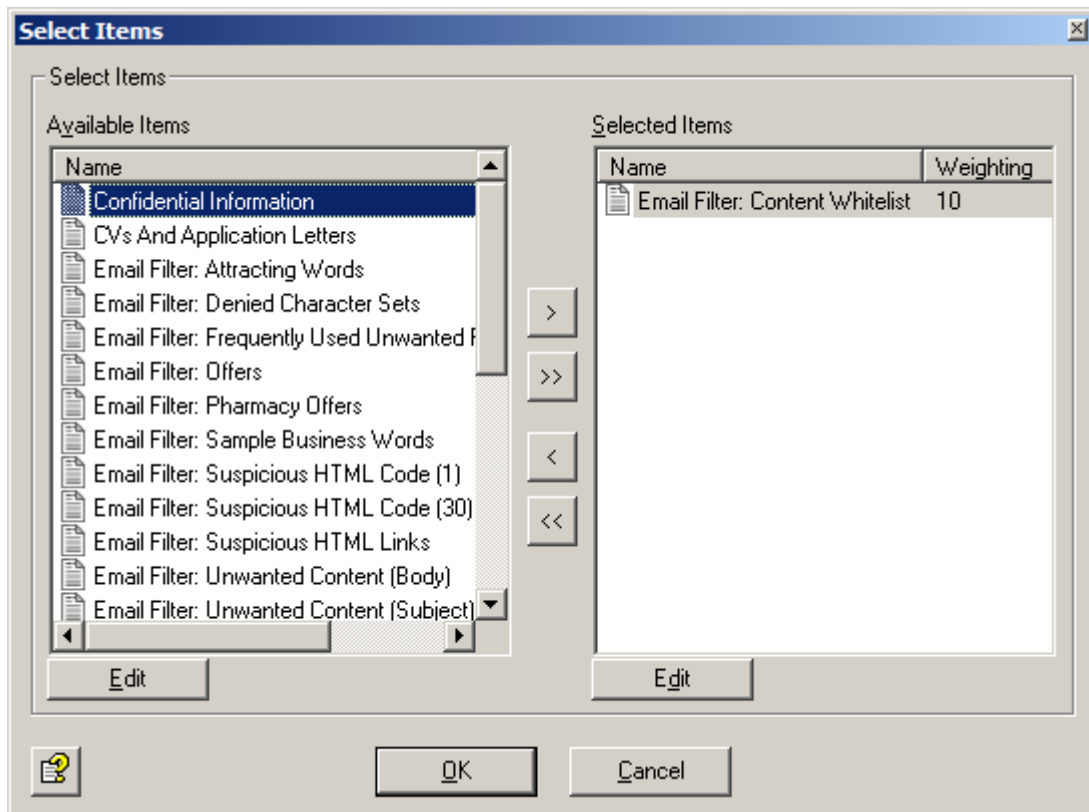 Select Items
Select Items
Available Items
Name
Confidential Information
CVs And Application Letters
Email Filter: Attracting Words
Email Filter: Denied Character Sets
Email Filter: Frequently Used Unwanted
Email Filter: Offers
Email Filter: Pharmacy Offers
Email Filter: Sample Business Words
Email Filter: Suspicious HTML Code (1)
Email Filter: Suspicious HTML Code (30)
Email Filter: Suspicious HTML Links
Email Filter: Unwanted Content (Body)
Email Filter: Unwanted Content (Subject)
Edit
>
>>
<
<<
Selected Items
Name Weighting
Email Filter: Content Whitelist 10
Edit
OK Cancel